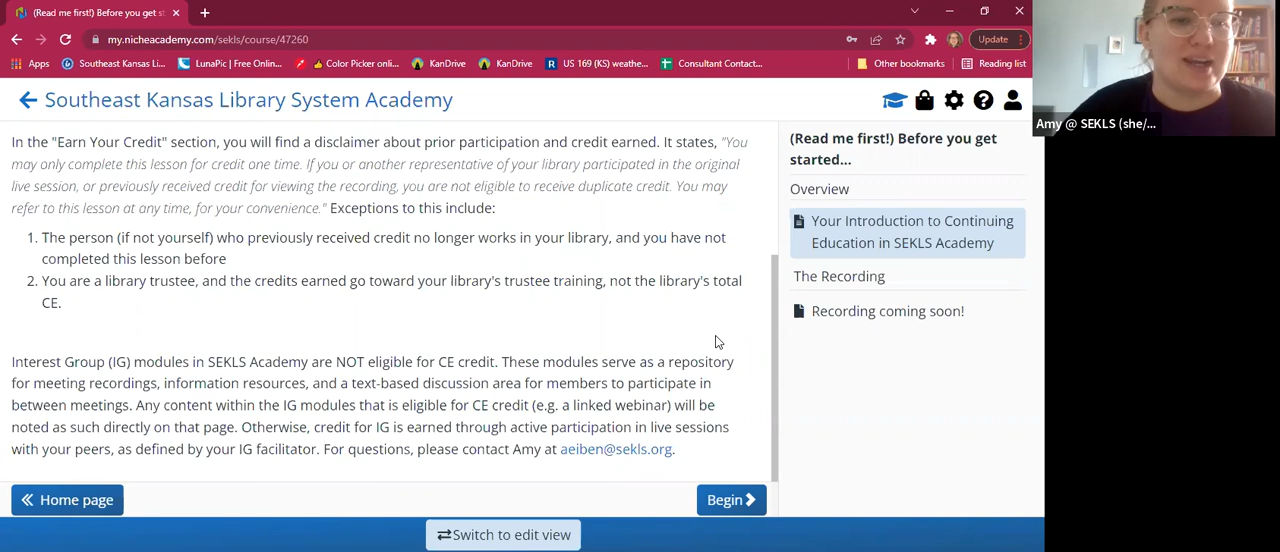 (Read me first!) Before you get st
my.nicheacademy.com/sekls/course/47260
Update
Apps
Southeast Kansas Li...
LunaPic | Free Onlin...
Color Picker onli...
KanDrive
KanDrive
US 169 (KS) weathe...
Consultant Contact...
Other bookmarks
Reading list
Southeast Kansas Library System Academy
In the "Earn Your Credit" section, you will find a disclaimer about prior participation and credit earned. It states, "You
may only complete this lesson for credit one time. If you or another representative of your library participated in the original
live session, or previously received credit for viewing the recording, you are not eligible to receive duplicate credit. You may
refer to this lesson at any time, for your convenience." Exceptions to this include:
1. The person (if not yourself) who previously received credit no longer works in your library, and you have not
completed this lesson before
2. You are a library trustee, and the credits earned go toward your library's trustee training, not the library's total
CE.
Interest Group (IG) modules in SEKLS Academy are NOT eligible for CE credit. These modules serve as a repository
for meeting recordings, information resources, and a text-based discussion area for members to participate in
between meetings. Any content within the IG modules that is eligible for CE credit (e.g. a linked webinar) will be
noted as such directly on that page. Otherwise, credit for IG is earned through active participation in live sessions
with your peers, as defined by your IG facilitator. For questions, please contact Amy at aeiben@sekls.org.
Home page
Begin
Switch to edit view
(Read me first!) Before you get
started...
Overview
Your Introduction to Continuing
Education in SEKLS Academy
The Recording
Recording coming soon!
Amy @ SEKLS (she/...